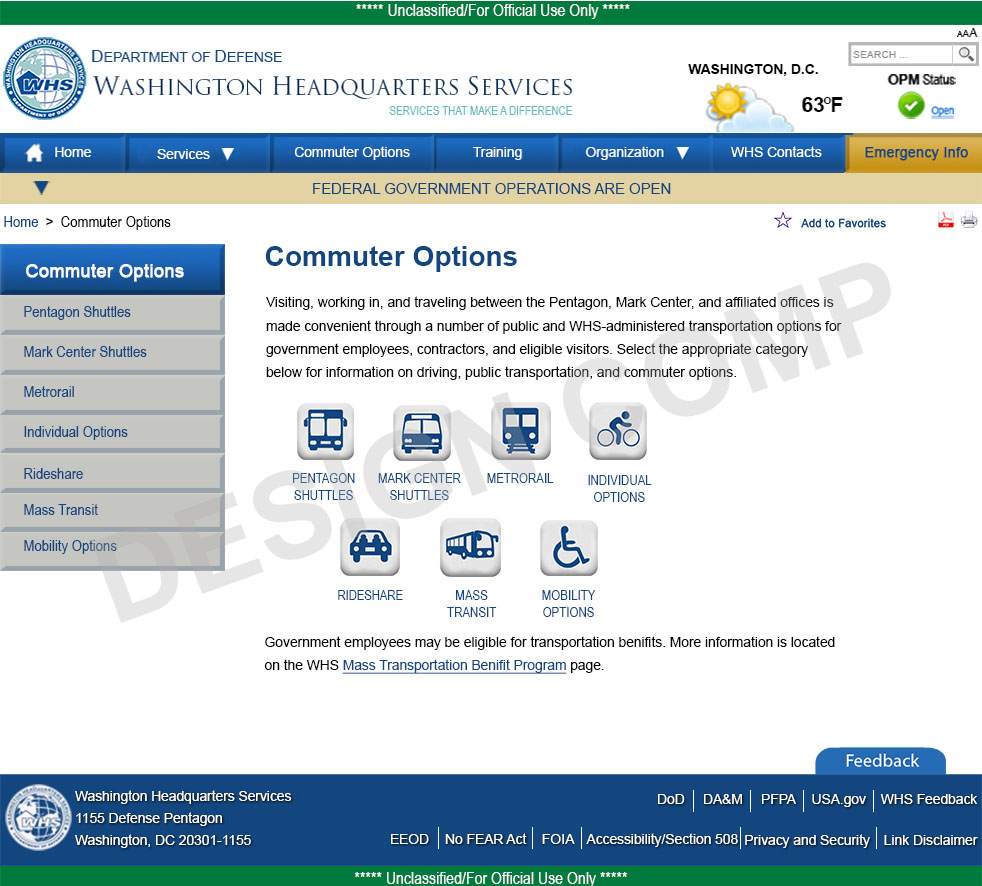 ***** Unclassified/For Official Use Only *****
AAA
DEPARTMENT OF DEFENSE
WASHINGTON HEADQUARTERS SERVICES
SERVICES THAT MAKE A DIFFERENCE
WHS
WASHINGTON, D.C.
63ºF
SEARCH ...
OPM Status
Open
Home
Services
Commuter Options
Training
Organization
WHS Contacts
Emergency Info
FEDERAL GOVERNMENT OPERATIONS ARE OPEN
Home > Commuter Options
Add to Favorites
Commuter Options
Pentagon Shuttles
Mark Center Shuttles
Metrorail
Individual Options
Rideshare
Mass Transit
Mobility Options
Commuter Options
Visiting, working in, and traveling between the Pentagon, Mark Center, and affiliated offices is
made convenient through a number of public and WHS-administered transportation options for
government employees, contractors, and eligible visitors. Select the appropriate category
below for information on driving, public transportation, and commuter options.
PENTAGON
SHUTTLES
MARK CENTER
SHUTTLES
METRORAIL
INDIVIDUAL
OPTIONS
RIDESHARE
MASS
TRANSIT
MOBILITY
OPTIONS
Government employees may be eligible for transportation benifits. More information is located
on the WHS Mass Transportation Benifit Program page.
DESIGN COMP
Feedback
WHS
Washington Headquarters Services
1155 Defense Pentagon
Washington, DC 20301-1155
DoD | DA&M | PFPA | USA.gov | WHS Feedback
EEOD | No FEAR Act | FOIA | Accessibility/Section 508 | Privacy and Security | Link Disclaimer
***** Unclassified/For Official Use Only *****